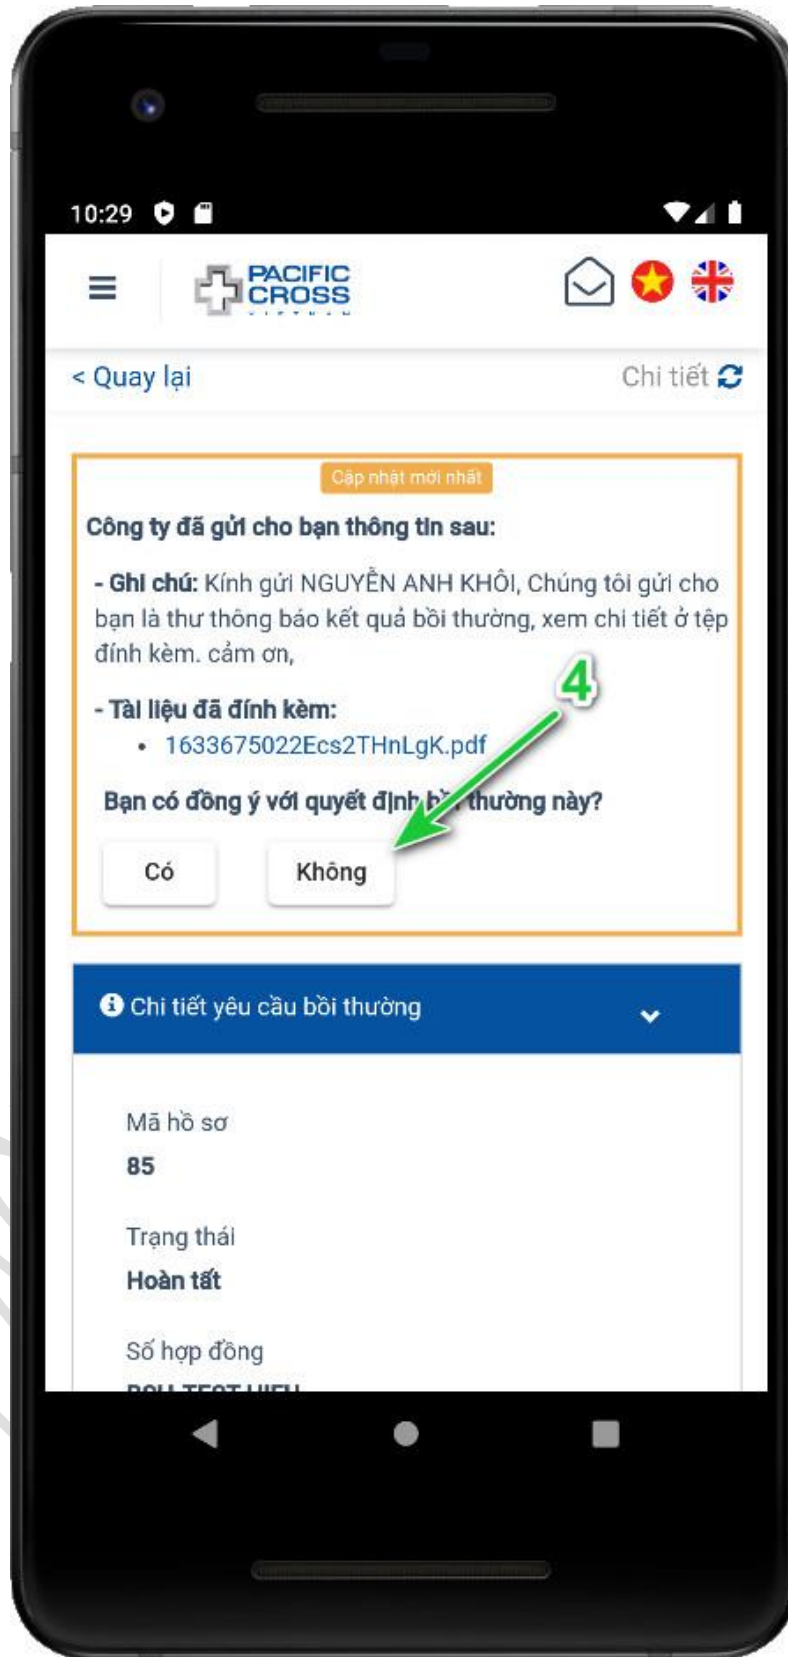 10:29
PACIFIC
CROSS
VIETNAM
< Quay lại
Chi tiết
Cập nhật mới nhất
Công ty đã gửi cho bạn thông tin sau:
- Ghi chú: Kính gửi NGUYỄN ANH KHÔI, Chúng tôi gửi cho
bạn là thư thông báo kết quả bồi thường, xem chi tiết ở tệp
đính kèm. cảm ơn,
4
- Tài liệu đã đính kèm:
• 1633675022Ecs2THnLgK.pdf
Bạn có đồng ý với quyết định bồi thường này?
Có
Không
Chi tiết yêu cầu bồi thường
Mã hồ sơ
85
Trạng thái
Hoàn tất
Số hợp đồng